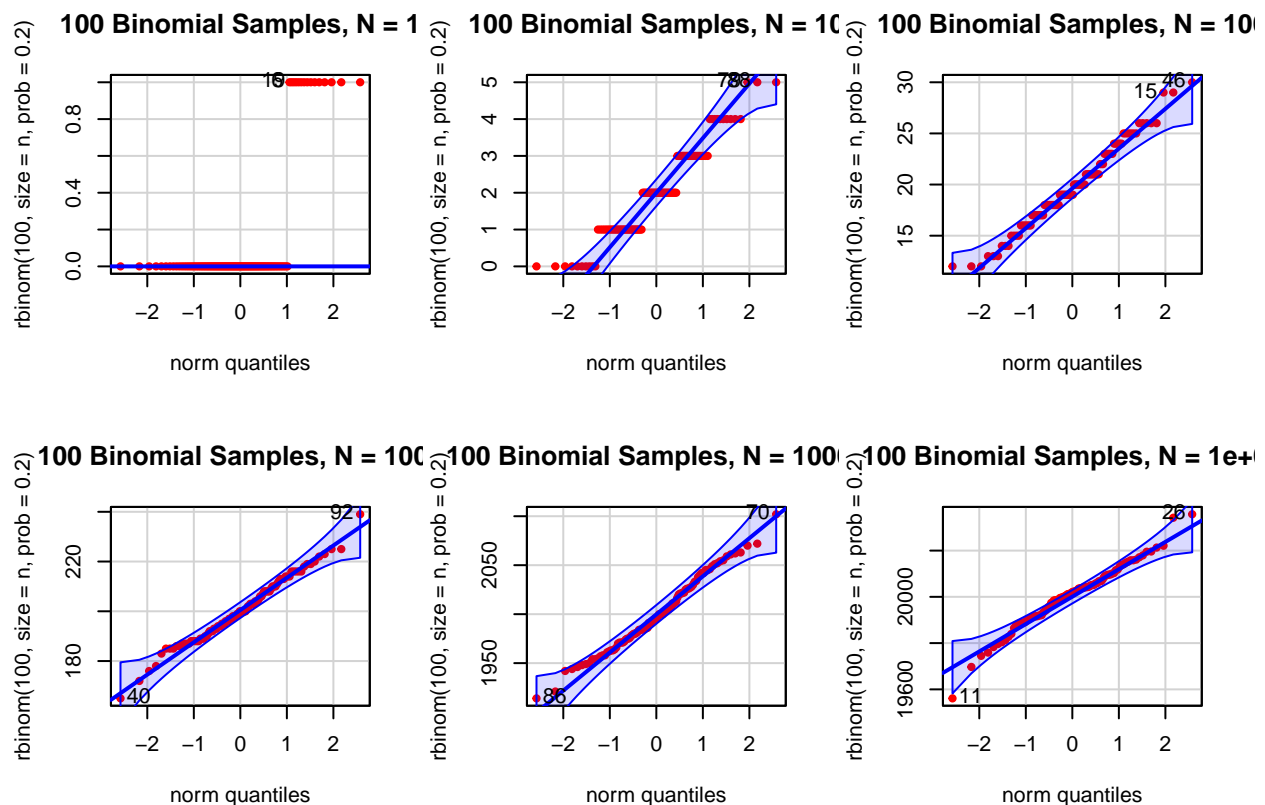 100 Binomial Samples, N = 1
rbinom(100, size = n, prob = 0.2)
0.0 0.4 0.8
−2 −1 0 1 2
norm quantiles
100 Binomial Samples, N = 10
rbinom(100, size = n, prob = 0.2)
0 1 2 3 4 5
−2 −1 0 1 2
norm quantiles
100 Binomial Samples, N = 100
rbinom(100, size = n, prob = 0.2)
15 20 25 30
15 46
−2 −1 0 1 2
norm quantiles
100 Binomial Samples, N = 100
rbinom(100, size = n, prob = 0.2)
180 220
92
40
−2 −1 0 1 2
norm quantiles
100 Binomial Samples, N = 1000
rbinom(100, size = n, prob = 0.2)
1950 2050
70
86
−2 −1 0 1 2
norm quantiles
100 Binomial Samples, N = 1e+
rbinom(100, size = n, prob = 0.2)
19600 20000
26
11
−2 −1 0 1 2
norm quantiles